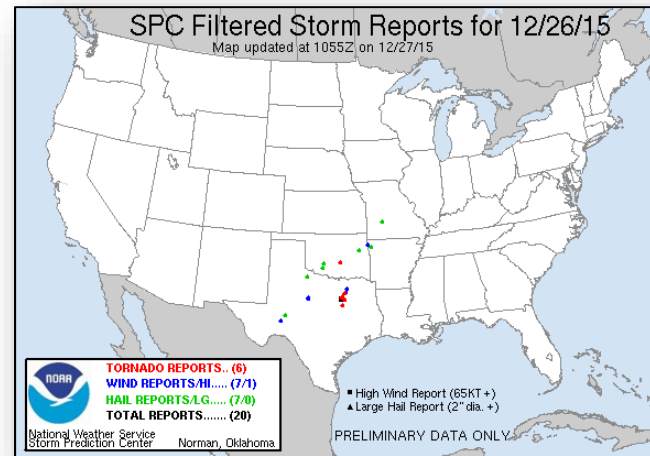 SPC Filtered Storm Reports for 12/26/15
Map updated at 1055Z on 12/27/15
TORNADO REPORTS.. (6)
WIND REPORTS/HI..... (7/1)
HAIL REPORTS/LG..... (7/0)
TOTAL REPORTS....... (20)
NOAA
National Weather Service
Storm Prediction Center Norman, Oklahoma
High Wind Report (65KT +)
Large Hail Report (2" dia. +)
PRELIMINARY DATA ONLY